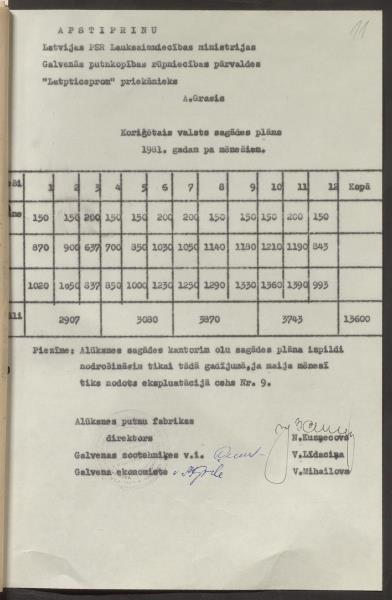 11
APSTIPRINU
Latvijas PSR Lauksaimniecības ministrijas
Galvenās putnkopības rūpniecības pārvaldes
"Latpticeprom" priekšnieks
A.Grasis
Koriģētais valsts sagādes plāns
1981. gadam pa mēnešiem.
1 2 3 4 5 6 7 8 9 10 11 12 Kopā
150 150 200 150 150 200 200 150 150 150 200 150
870 900 637 700 850 1030 1050 1140 1180 1210 1190 843
1020 1050 837 850 1000 1230 1250 1290 1330 1360 1390 993
2907 3080 3870 3743 13600
Piezīme: Alūksnes sagādes kantorim olu sagādes plāna izpildi
nodrošināsim tikai tādā gadījumā,ja maija mēnesī
tiks nodots ekspluatācijā cehs Nr. 9.
Alūksnes putnu fabrikas
direktors N.Kuzņecovs
Galvenas zootehniķes v.i. V.Līdaciņa
Galvena ekonomiste V.Mihailova